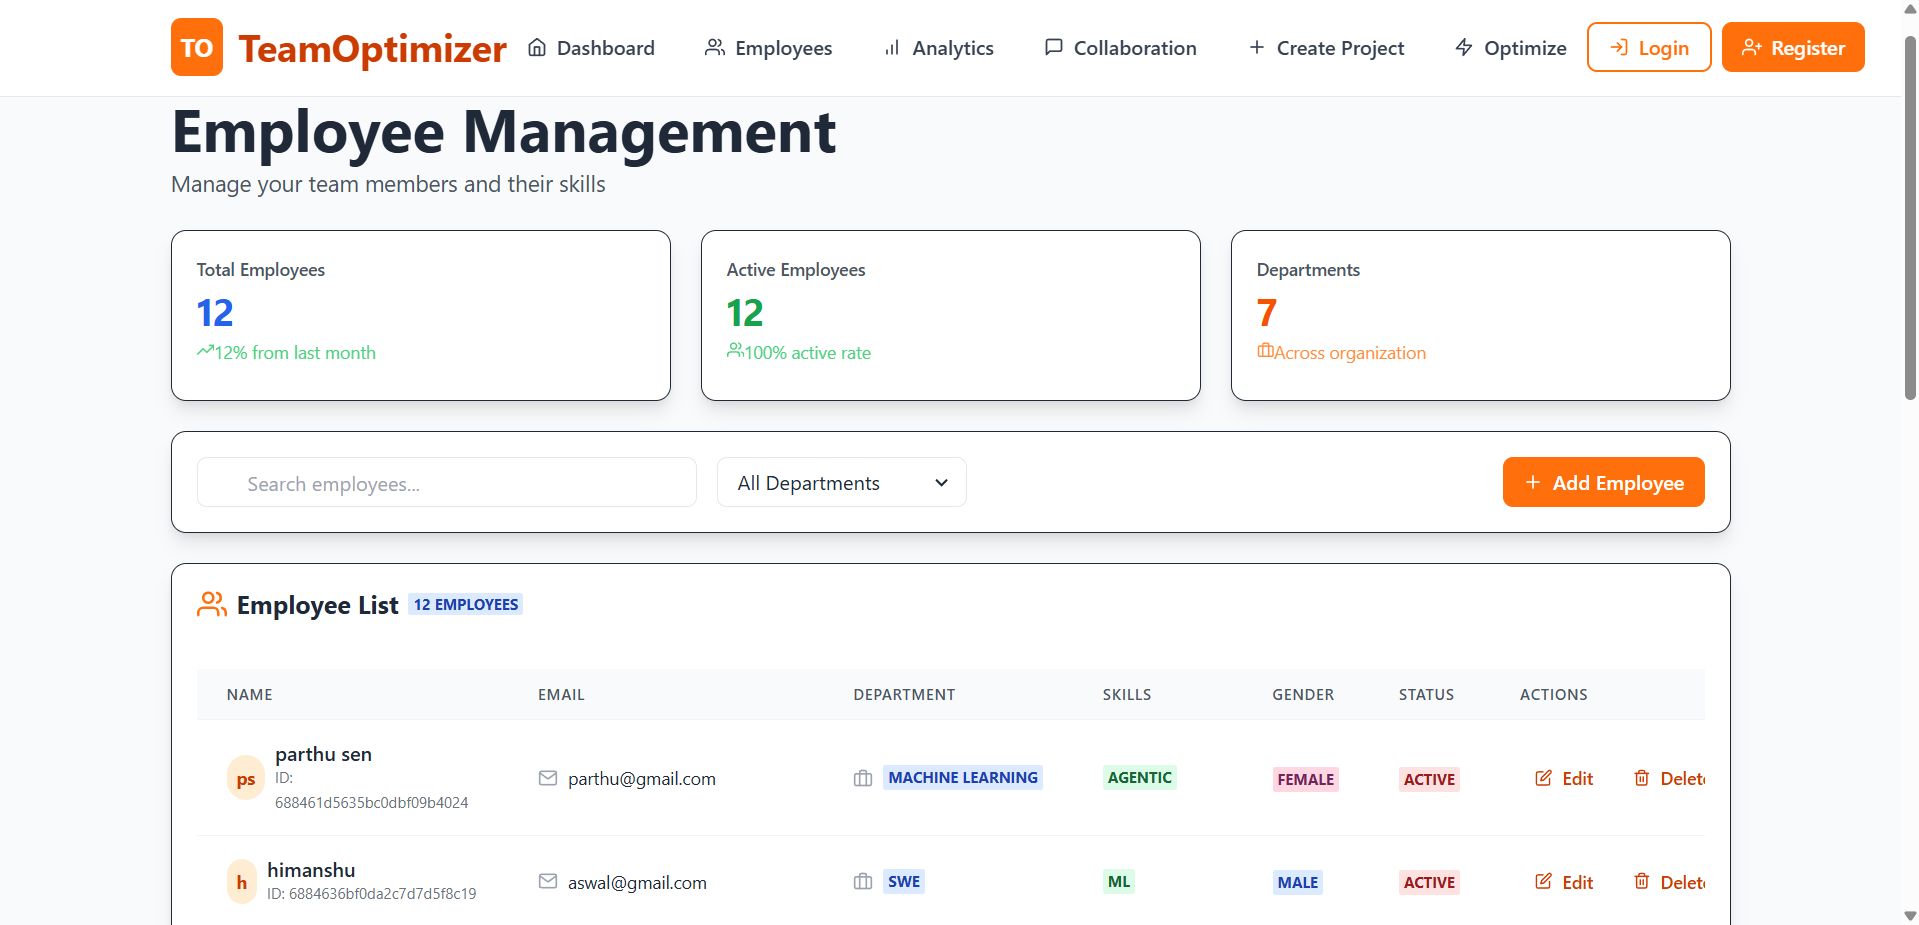 TO TeamOptimizer Dashboard Employees Analytics Collaboration Create Project Optimize Login Register
Employee Management
Manage your team members and their skills
Total Employees
12
12% from last month
Active Employees
12
100% active rate
Departments
7
Across organization
Search employees... All Departments Add Employee
Employee List 12 EMPLOYEES
NAME EMAIL DEPARTMENT SKILLS GENDER STATUS ACTIONS
ps parthu sen
ID:
688461d5635bc0dbf09b4024
parthu@gmail.com MACHINE LEARNING AGENTIC FEMALE ACTIVE Edit Delete
h himanshu
ID: 6884636bf0da2c7d7d5f8c19
aswal@gmail.com SWE ML MALE ACTIVE Edit Delete